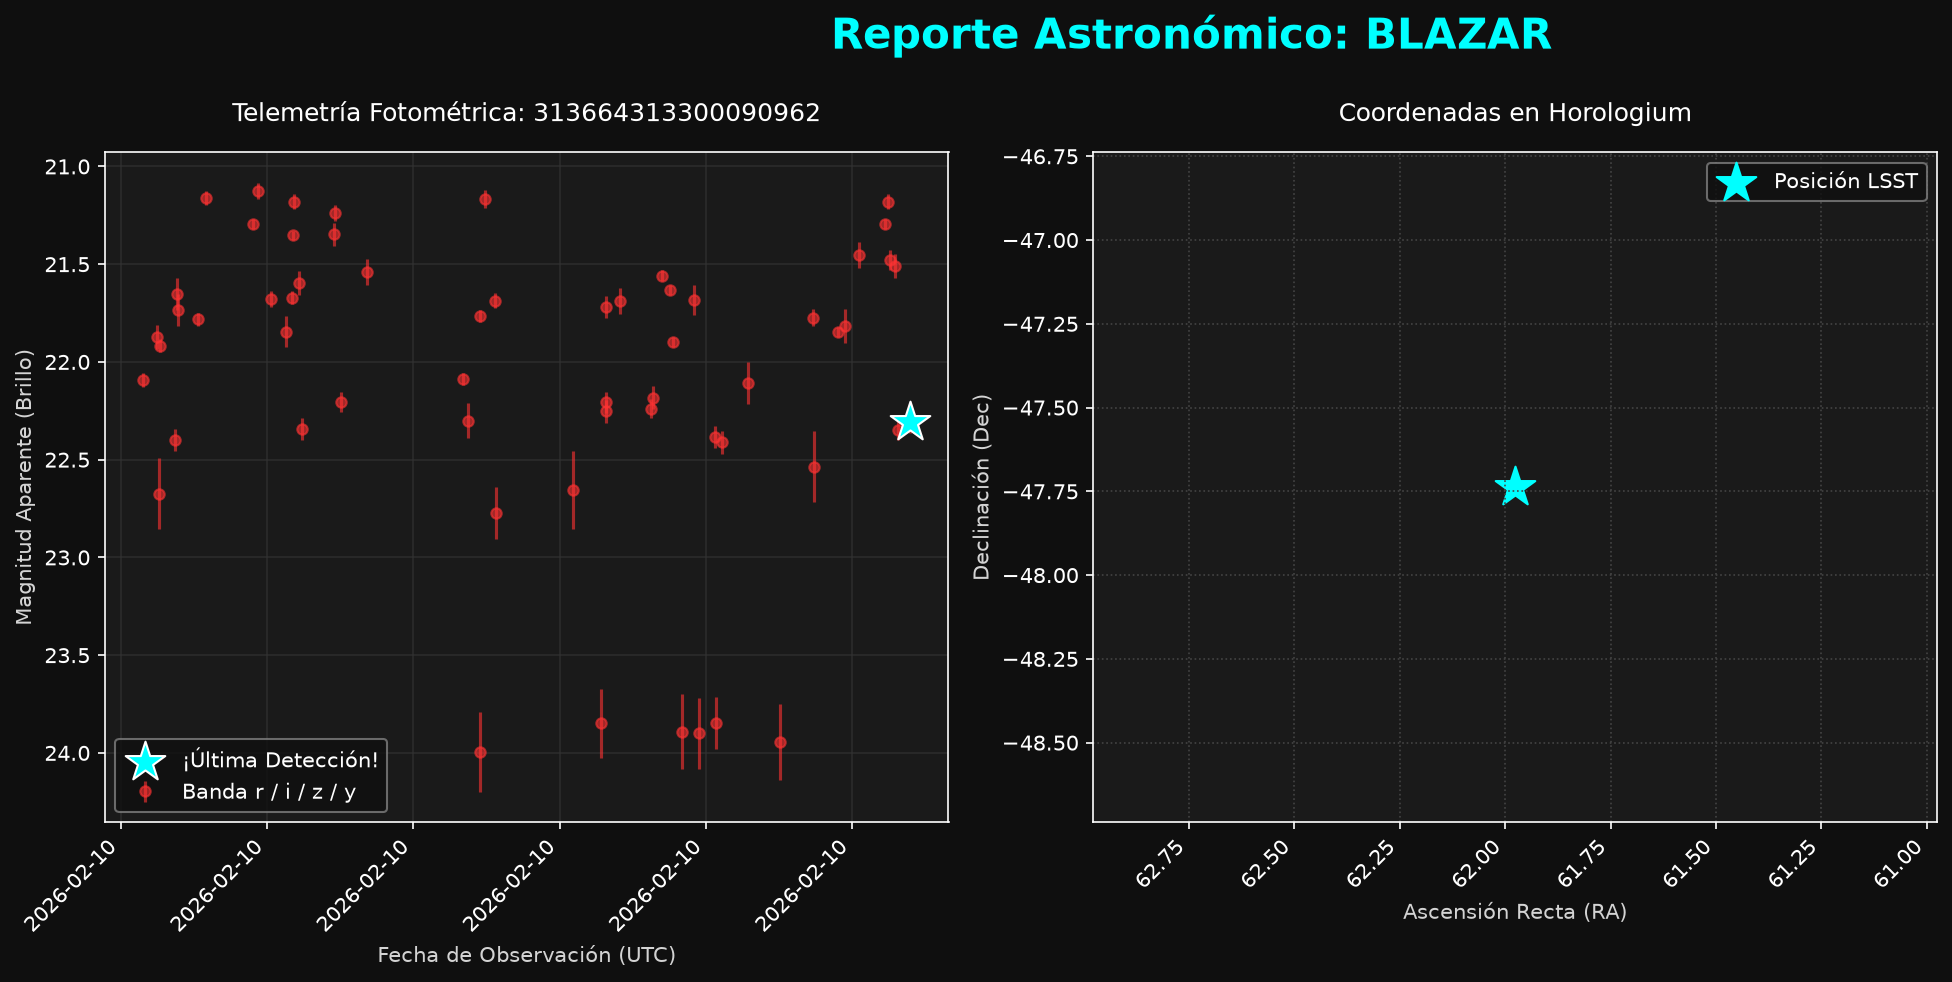 Reporte Astronómico: BLAZAR
Telemetría Fotométrica: 313664313300090962
Magnitud Aparente (Brillo)
21.0
21.5
22.0
22.5
23.0
23.5
24.0
¡Última Detección!
Banda r / i / z / y
2026-02-10
2026-02-10
2026-02-10
2026-02-10
2026-02-10
2026-02-10
Fecha de Observación (UTC)
Coordenadas en Horologium
Declinación (Dec)
−46.75
−47.00
−47.25
−47.50
−47.75
−48.00
−48.25
−48.50
Posición LSST
62.75
62.50
62.25
62.00
61.75
61.50
61.25
61.00
Ascensión Recta (RA)